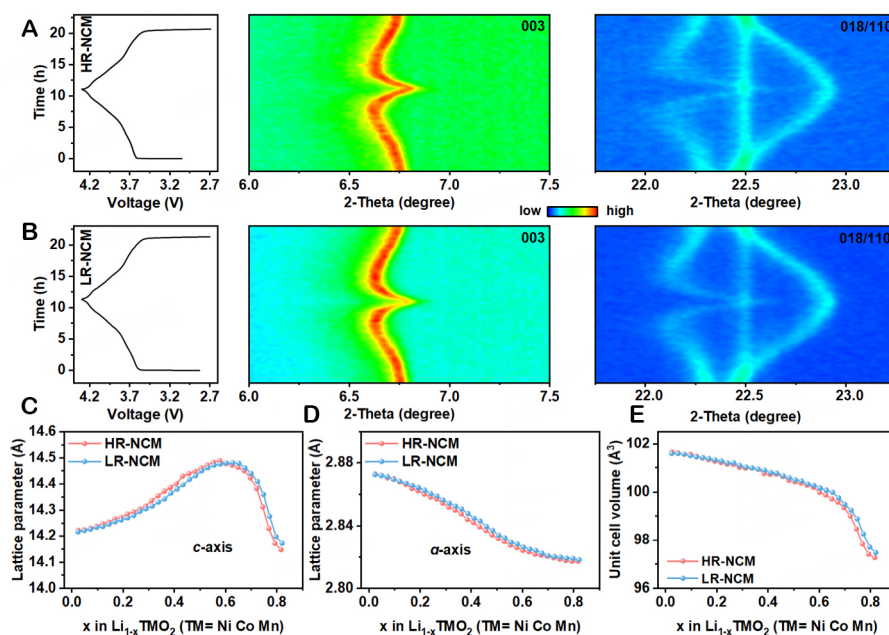 A
HR-NCM
Time (h)
20
15
10
5
0
4.2 3.7 3.2 2.7
Voltage (V)
003
6.0 6.5 7.0 7.5
2-Theta (degree)
018/110
22.0 22.5 23.0
2-Theta (degree)
low high
B
LR-NCM
Time (h)
20
15
10
5
0
4.2 3.7 3.2 2.7
Voltage (V)
003
6.0 6.5 7.0 7.5
2-Theta (degree)
018/110
22.0 22.5 23.0
2-Theta (degree)
C
Lattice parameter (Å)
14.6
14.5
14.4
14.3
14.2
14.1
14.0
HR-NCM
LR-NCM
c-axis
0.0 0.2 0.4 0.6 0.8
x in Li₁₋ₓTMO₂ (TM= Ni Co Mn)
D
Lattice parameter (Å)
2.88
2.84
2.80
HR-NCM
LR-NCM
a-axis
0.0 0.2 0.4 0.6 0.8
x in Li₁₋ₓTMO₂ (TM= Ni Co Mn)
E
Unit cell volume (Å³)
102
100
98
96
HR-NCM
LR-NCM
0.0 0.2 0.4 0.6 0.8
x in Li₁₋ₓTMO₂ (TM= Ni Co Mn)